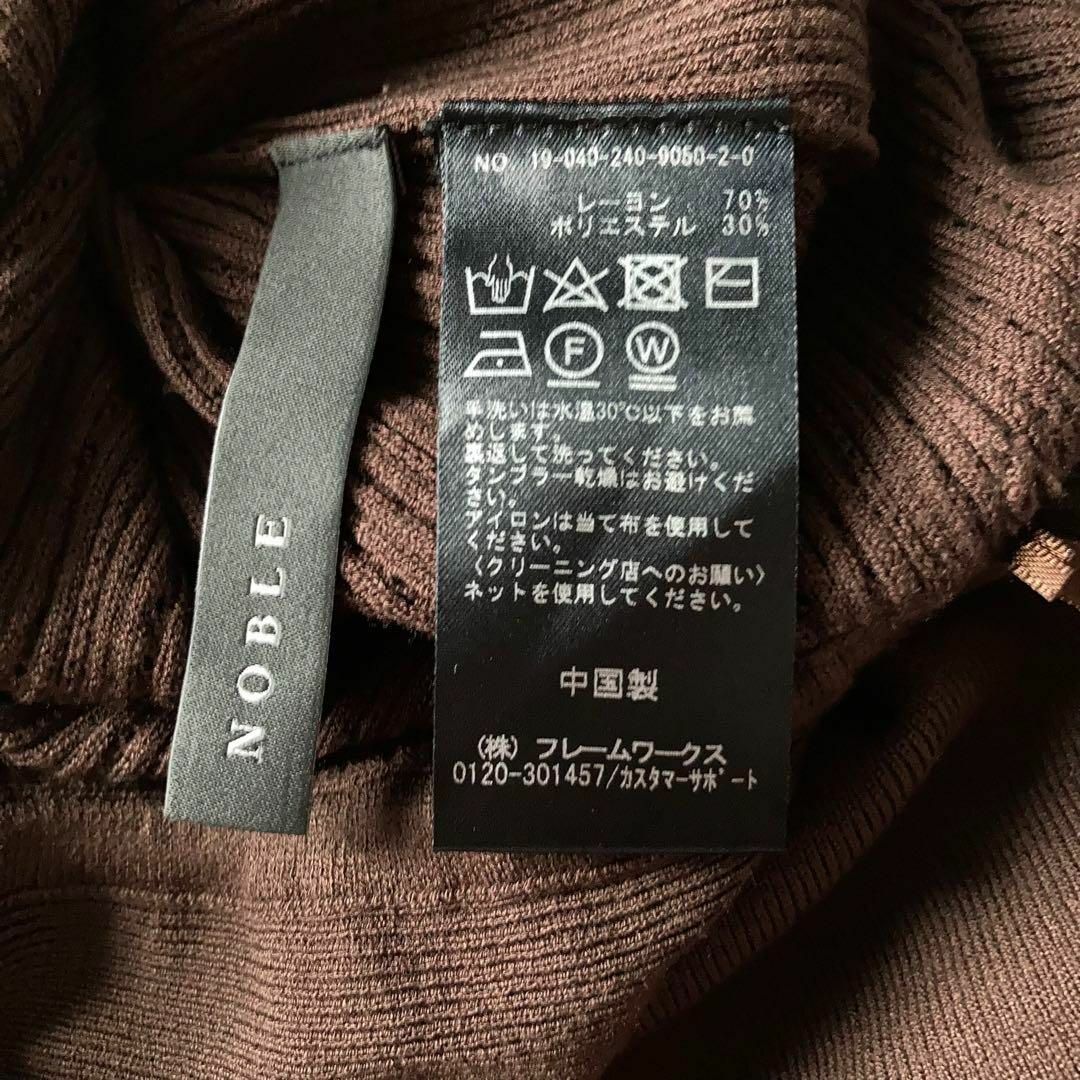 NOBLE
NO 19-040-240-9050-2-0
レーヨン 70%
ポリエステル 30%
F W
手洗いは水温30℃以下をお薦
めします。
裏返して洗ってください。
タンブラー乾燥はお避けくだ
さい。
アイロンは当て布を使用して
ください。
〈クリーニング店へのお願い〉
ネットを使用してください。
中国製
(株) フレームワークス
0120-301457/カスタマーサポート